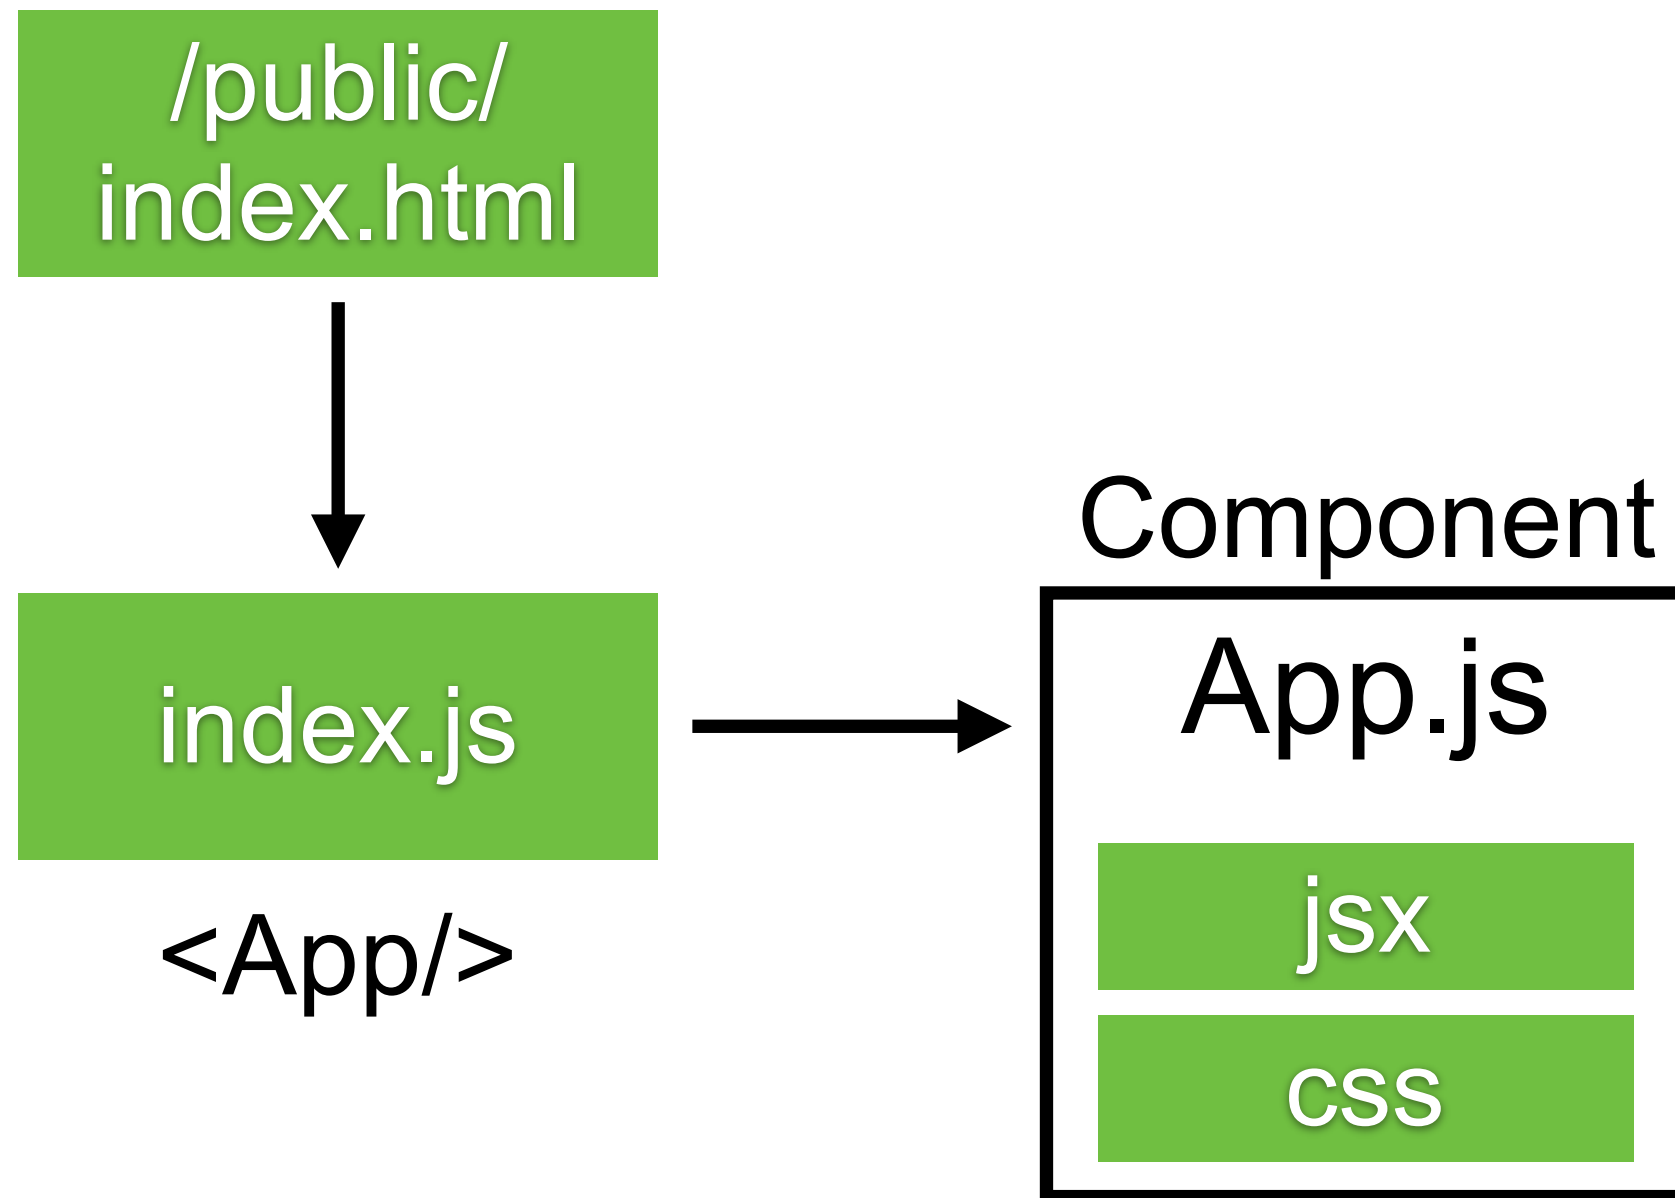 /public/
index.html
index.js
<App/>
Component
App.js
jsx
css